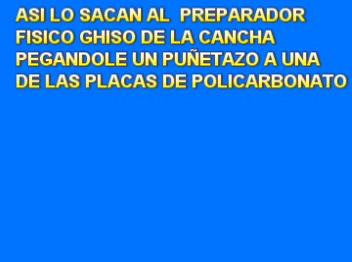 ASI LO SACAN AL PREPARADOR
FISICO GHISO DE LA CANCHA
PEGANDOLE UN PUÑETAZO A UNA
DE LAS PLACAS DE POLICARBONATO